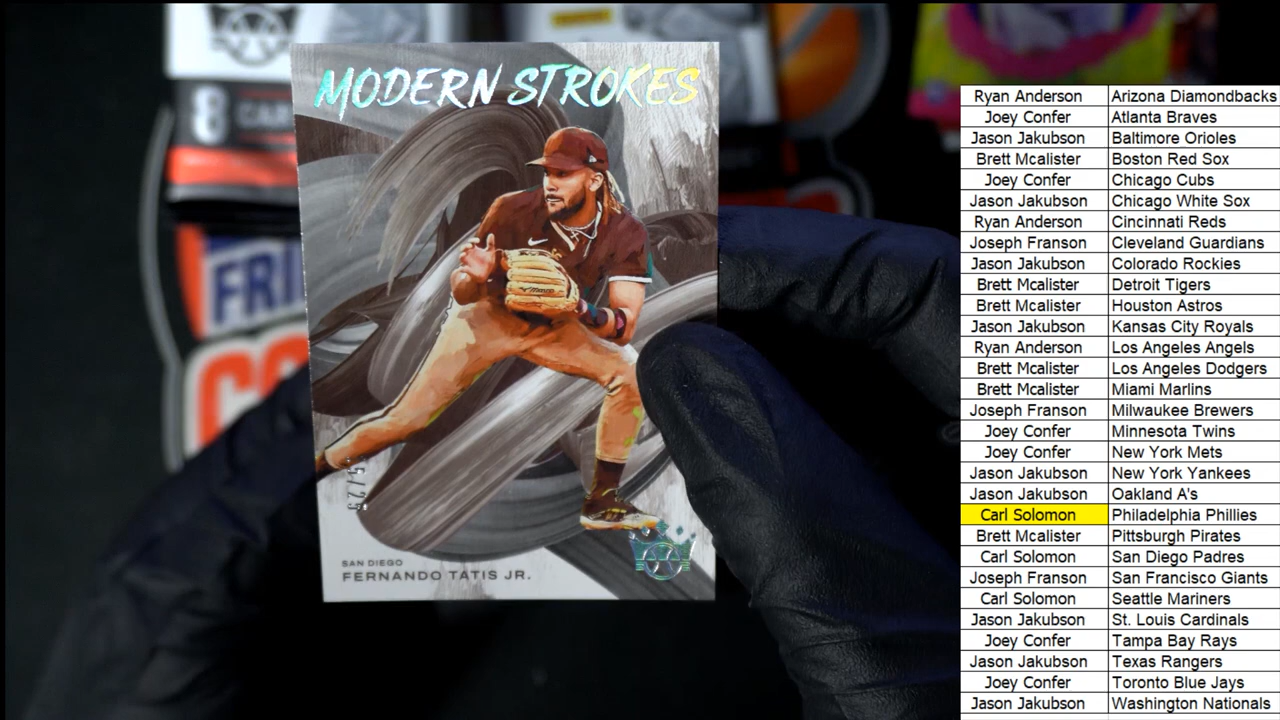 MODERN STROKES
SAN DIEGO
FERNANDO TATIS JR.
8
FRI
Ryan Anderson Arizona Diamondbacks
Joey Confer Atlanta Braves
Jason Jakubson Baltimore Orioles
Brett Mcalister Boston Red Sox
Joey Confer Chicago Cubs
Jason Jakubson Chicago White Sox
Ryan Anderson Cincinnati Reds
Joseph Franson Cleveland Guardians
Jason Jakubson Colorado Rockies
Brett Mcalister Detroit Tigers
Brett Mcalister Houston Astros
Jason Jakubson Kansas City Royals
Ryan Anderson Los Angeles Angels
Brett Mcalister Los Angeles Dodgers
Brett Mcalister Miami Marlins
Joseph Franson Milwaukee Brewers
Joey Confer Minnesota Twins
Joey Confer New York Mets
Jason Jakubson New York Yankees
Jason Jakubson Oakland A's
Carl Solomon Philadelphia Phillies
Brett Mcalister Pittsburgh Pirates
Carl Solomon San Diego Padres
Joseph Franson San Francisco Giants
Carl Solomon Seattle Mariners
Jason Jakubson St. Louis Cardinals
Joey Confer Tampa Bay Rays
Jason Jakubson Texas Rangers
Joey Confer Toronto Blue Jays
Jason Jakubson Washington Nationals